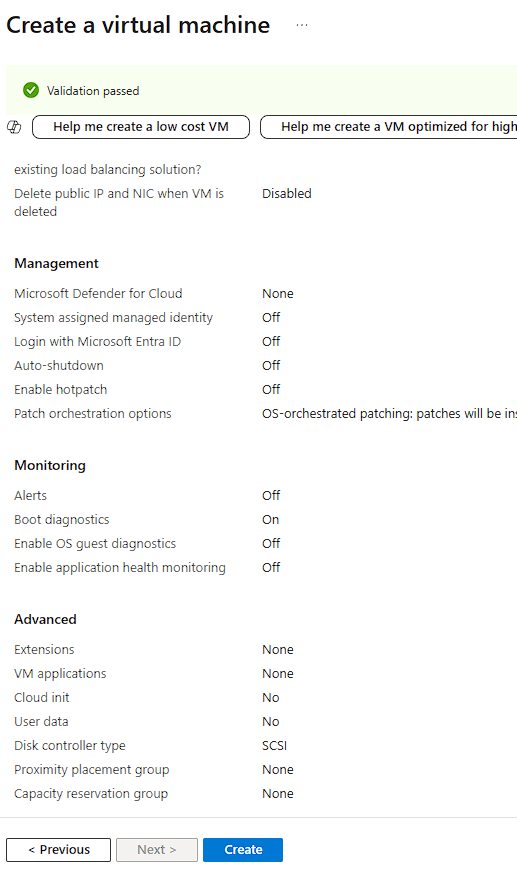 Create a virtual machine ...
Validation passed
Help me create a low cost VM
Help me create a VM optimized for high
existing load balancing solution?
Delete public IP and NIC when VM is deleted Disabled
Management
Microsoft Defender for Cloud None
System assigned managed identity Off
Login with Microsoft Entra ID Off
Auto-shutdown Off
Enable hotpatch Off
Patch orchestration options OS-orchestrated patching: patches will be ins
Monitoring
Alerts Off
Boot diagnostics On
Enable OS guest diagnostics Off
Enable application health monitoring Off
Advanced
Extensions None
VM applications None
Cloud init No
User data No
Disk controller type SCSI
Proximity placement group None
Capacity reservation group None
< Previous
Next >
Create